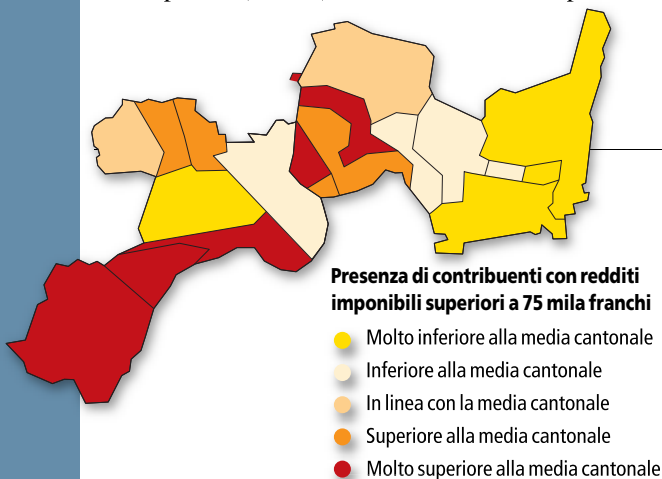 Presenza di contribuenti con redditi
imponibili superiori a 75 mila franchi
Molto inferiore alla media cantonale
Inferiore alla media cantonale
In linea con la media cantonale
Superiore alla media cantonale
Molto superiore alla media cantonale